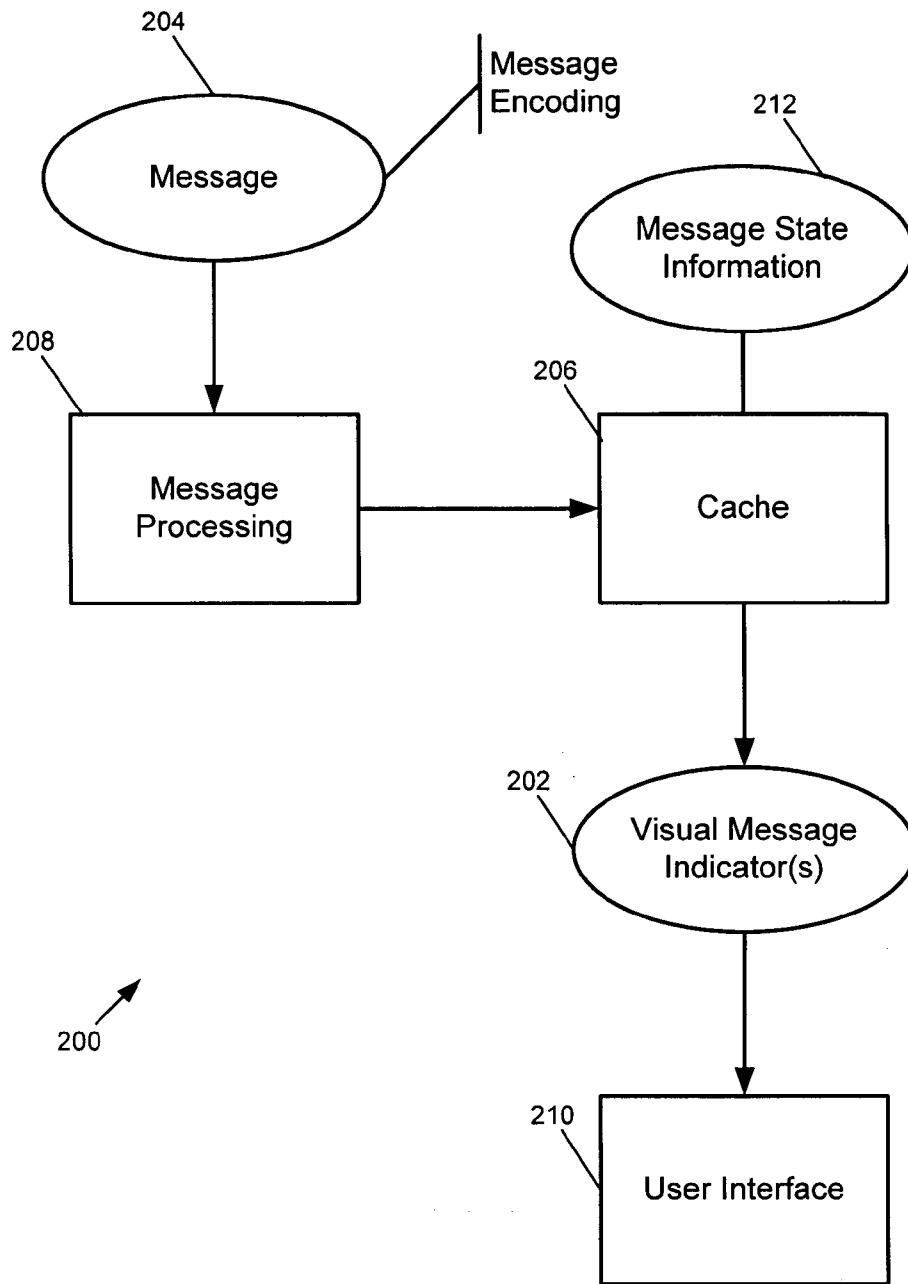 204
Message
Encoding
212
Message
Message State
Information
208
206
Message
Processing
Cache
202
Visual Message
Indicator(s)
200
210
User Interface